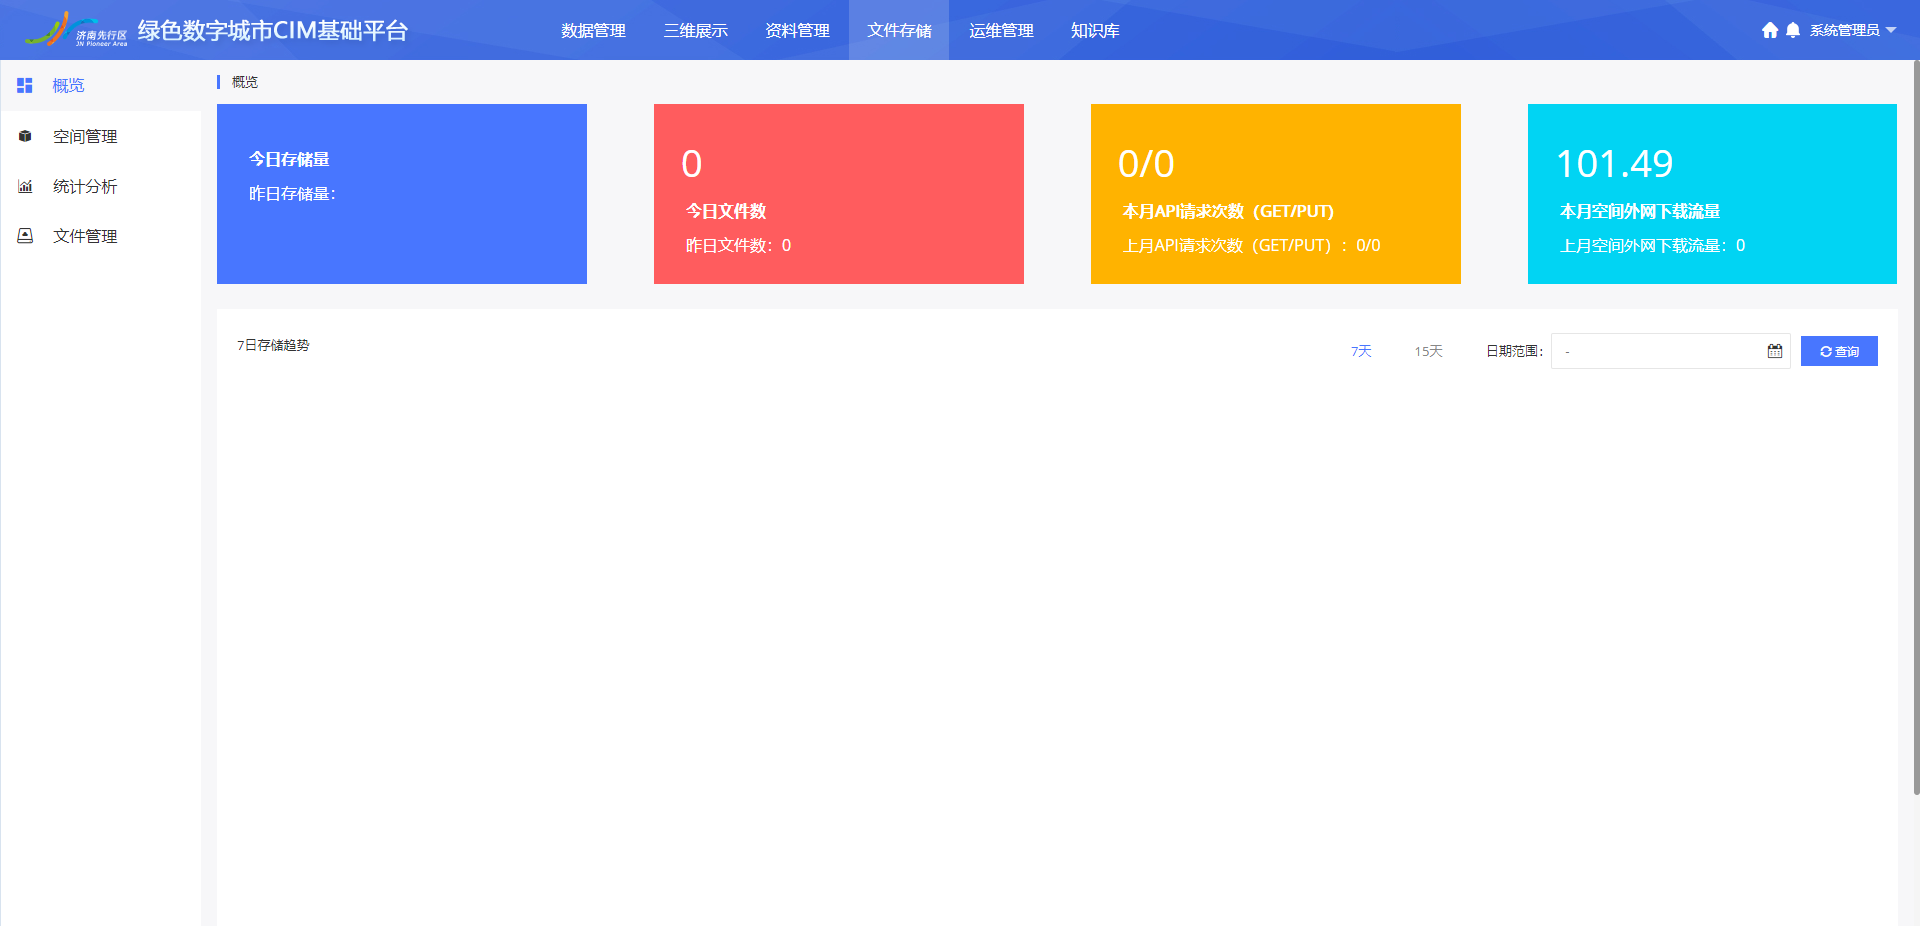 济南先行区
JN Pioneer Area
绿色数字城市CIM基础平台
数据管理
三维展示
资料管理
文件存储
运维管理
知识库
系统管理员
概览
空间管理
统计分析
文件管理
概览
今日存储量
昨日存储量：
0
今日文件数
昨日文件数：0
0/0
本月API请求次数（GET/PUT）
上月API请求次数（GET/PUT）：0/0
101.49
本月空间外网下载流量
上月空间外网下载流量：0
7日存储趋势
7天
15天
日期范围：
-
查询